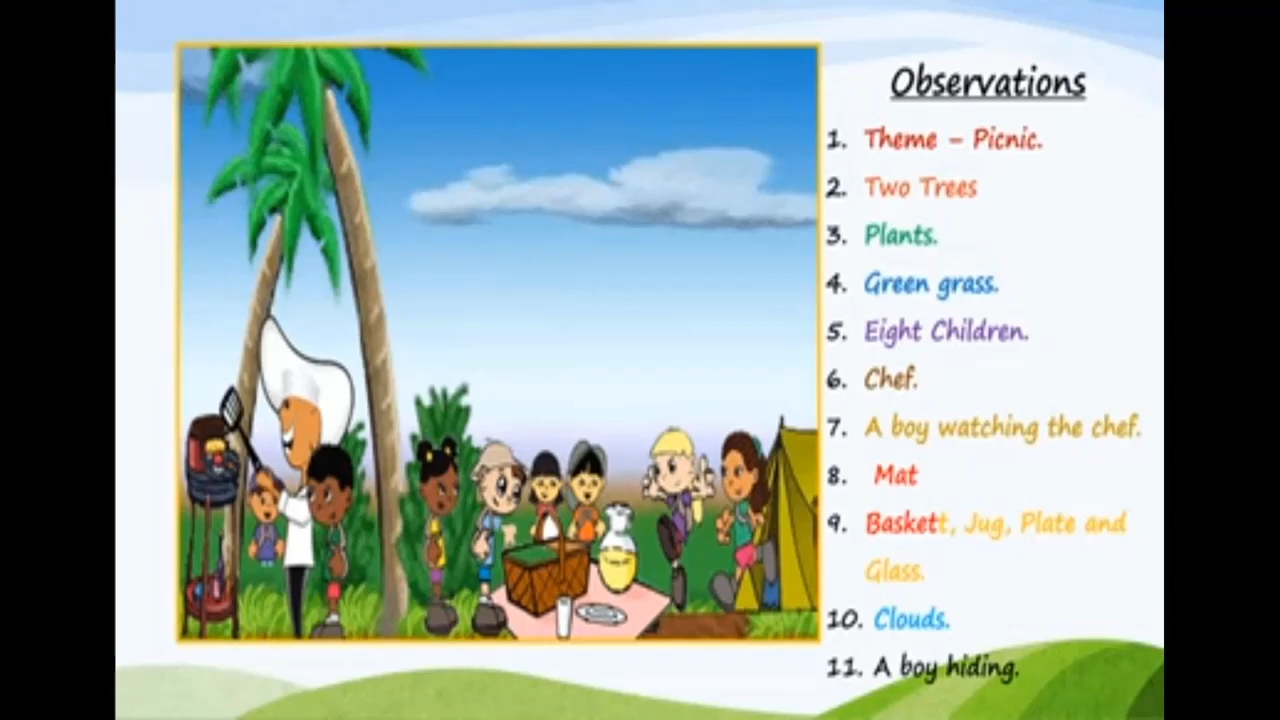 Observations
1. Theme – Picnic.
2. Two Trees
3. Plants.
4. Green grass.
5. Eight Children.
6. Chef.
7. A boy watching the chef.
8. Mat
9. Baskett, Jug, Plate and
Glass.
10. Clouds.
11. A boy hiding.